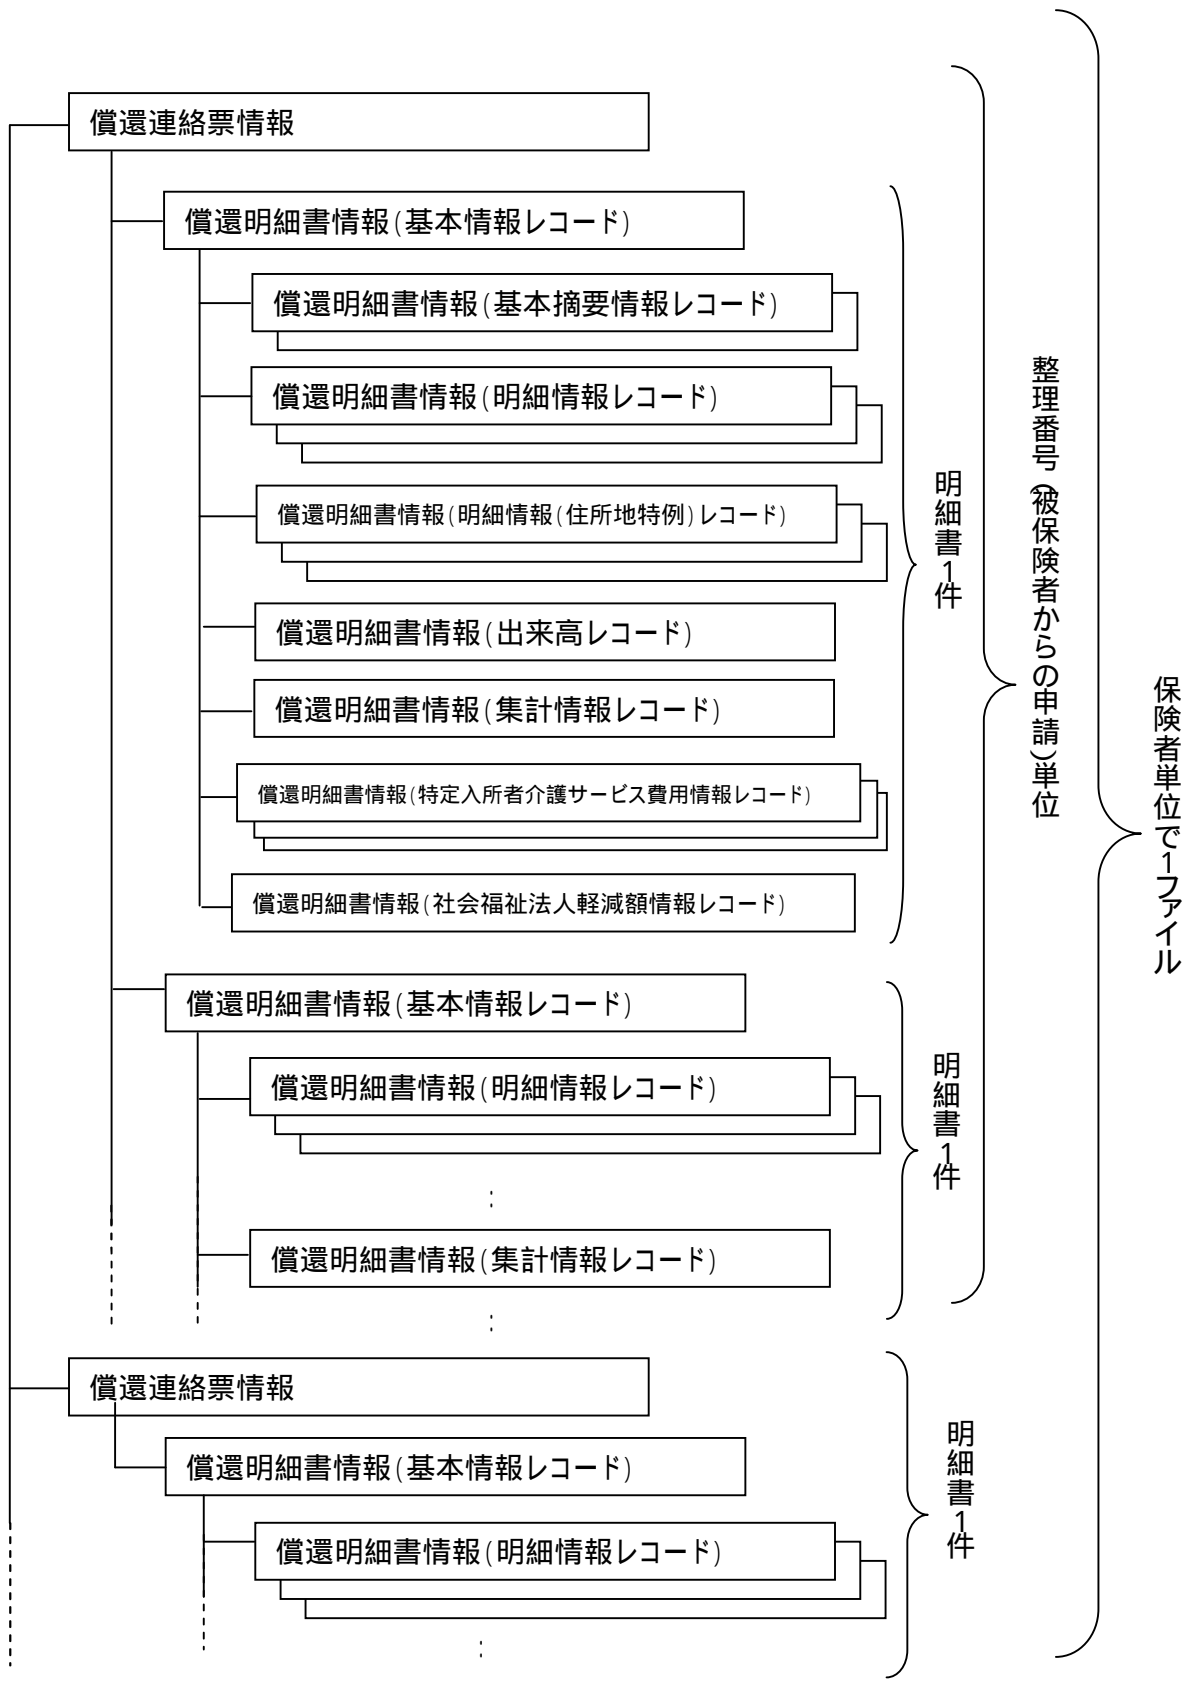 償還連絡票情報
償還明細書情報(基本情報レコード)
償還明細書情報(基本摘要情報レコード)
償還明細書情報(明細情報レコード)
償還明細書情報(明細情報(住所地特例)レコード)
償還明細書情報(出来高レコード)
償還明細書情報(集計情報レコード)
償還明細書情報(特定入所者介護サービス費用情報レコード)
償還明細書情報(社会福祉法人軽減額情報レコード)
明細書1件
償還明細書情報(基本情報レコード)
償還明細書情報(明細情報レコード)
:
償還明細書情報(集計情報レコード)
:
明細書1件
整理番号(被保険者からの申請)単位
償還連絡票情報
償還明細書情報(基本情報レコード)
償還明細書情報(明細情報レコード)
:
明細書1件
保険者単位で1ファイル